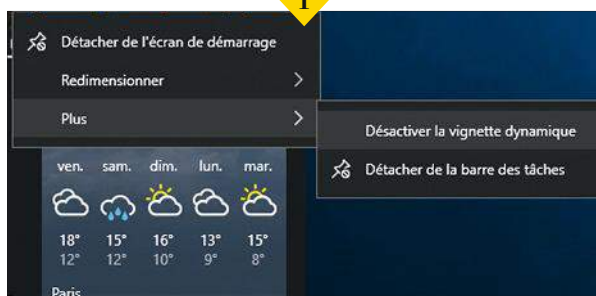 1
Détacher de l'écran de démarrage
Redimensionner
Plus
Désactiver la vignette dynamique
Détacher de la barre des tâches
ven. sam. dim. lun. mar.
18° 15° 16° 13° 15°
12° 12° 10° 9° 8°
Paris